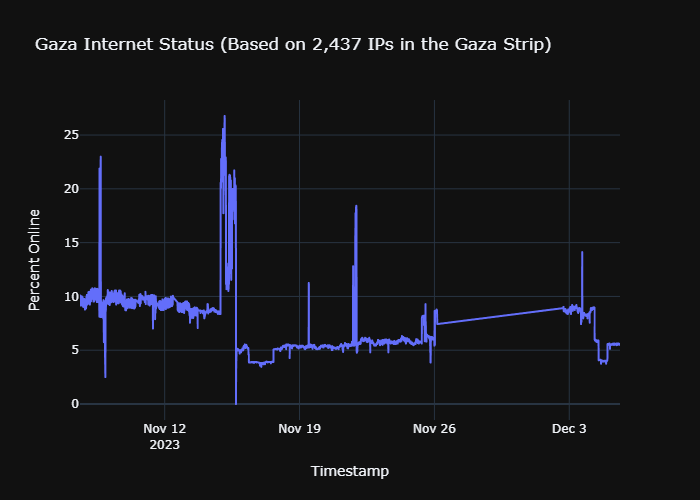 Gaza Internet Status (Based on 2,437 IPs in the Gaza Strip)
Percent Online
25
20
15
10
5
0
Nov 12
2023
Nov 19
Nov 26
Dec 3
Timestamp